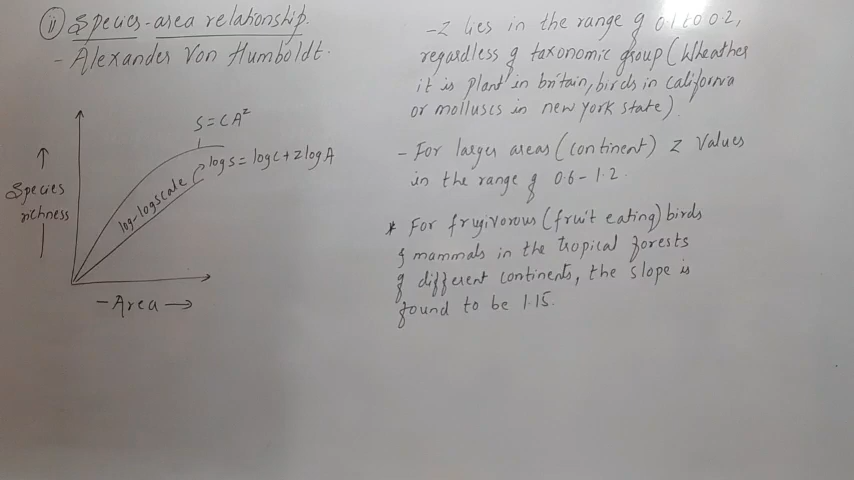 ii) Species-area relationship.
- Alexander Von Humboldt.
S = CA^z
log S = log C + Z log A
log-log scale
↑
Species
richness
- Area →
- Z lies in the range of 0.1 to 0.2,
regardless of taxonomic group (Wheather
it is plant in britain, birds in california
or molluscs in new york state)
- For larger areas (continent) Z Values
in the range of 0.6 - 1.2.
* For frugivorous (fruit eating) birds
& mammals in the tropical forests
of different continents, the slope is
found to be 1.15.